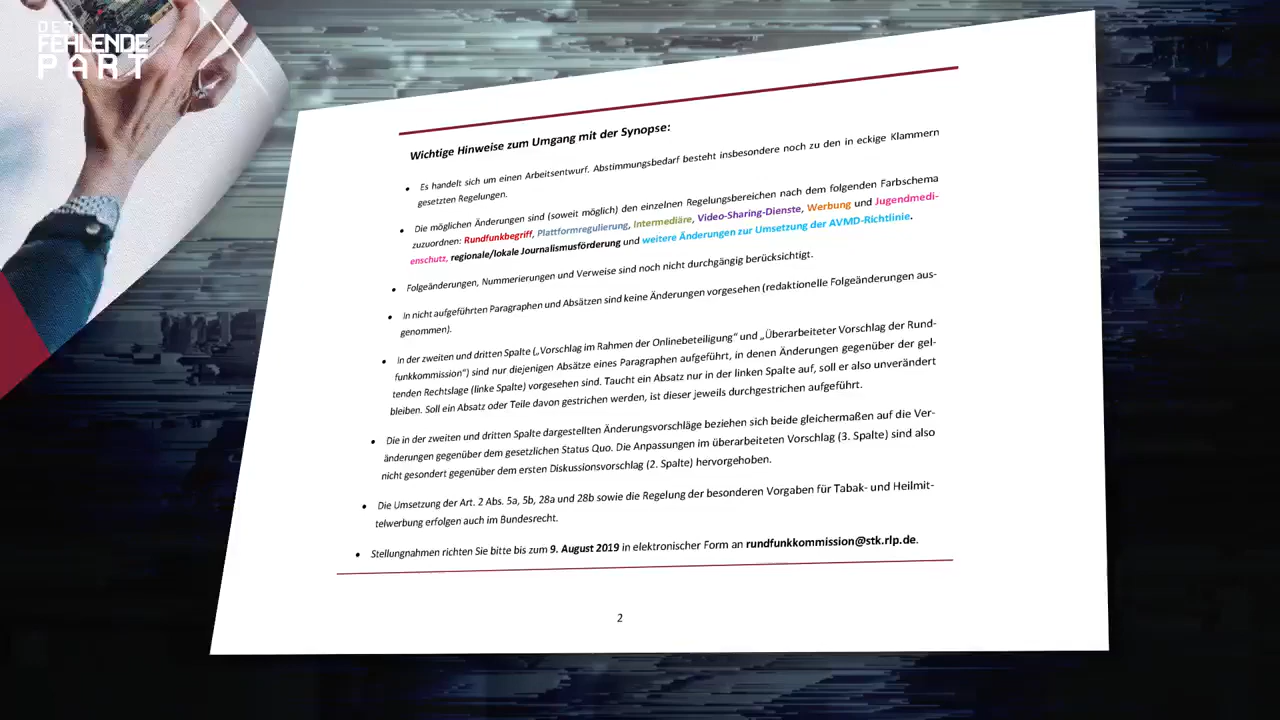 DER
FEHLENDE
PART
Wichtige Hinweise zum Umgang mit der Synopse:
• Es handelt sich um einen Arbeitsentwurf. Abstimmungsbedarf besteht insbesondere noch zu den in eckige Klammern
gesetzten Regelungen.
• Die möglichen Änderungen sind (soweit möglich) den einzelnen Regelungsbereichen nach dem folgenden Farbschema
zuzuordnen: Rundfunkbegriff, Plattformregulierung, Intermediäre, Video-Sharing-Dienste, Werbung und Jugendmedi-
enschutz, regionale/lokale Journalismusförderung und weitere Änderungen zur Umsetzung der AVMD-Richtlinie.
• Folgeänderungen, Nummerierungen und Verweise sind noch nicht durchgängig berücksichtigt.
• In nicht aufgeführten Paragraphen und Absätzen sind keine Änderungen vorgesehen (redaktionelle Folgeänderungen aus-
genommen).
• In der zweiten und dritten Spalte („Vorschlag im Rahmen der Onlinebeteiligung“ und „Überarbeiteter Vorschlag der Rund-
funkkommission“) sind nur diejenigen Absätze eines Paragraphen aufgeführt, in denen Änderungen gegenüber der gel-
tenden Rechtslage (linke Spalte) vorgesehen sind. Taucht ein Absatz nur in der linken Spalte auf, soll er also unverändert
bleiben. Soll ein Absatz oder Teile davon gestrichen werden, ist dieser jeweils durchgestrichen aufgeführt.
• Die in der zweiten und dritten Spalte dargestellten Änderungsvorschläge beziehen sich beide gleichermaßen auf die Ver-
änderungen gegenüber dem gesetzlichen Status Quo. Die Anpassungen im überarbeiteten Vorschlag (3. Spalte) sind also
nicht gesondert gegenüber dem ersten Diskussionsvorschlag (2. Spalte) hervorgehoben.
• Die Umsetzung der Art. 2 Abs. 5a, 5b, 28a und 28b sowie die Regelung der besonderen Vorgaben für Tabak- und Heilmit-
telwerbung erfolgen auch im Bundesrecht.
• Stellungnahmen richten Sie bitte bis zum 9. August 2019 in elektronischer Form an rundfunkkommission@stk.rlp.de.
2